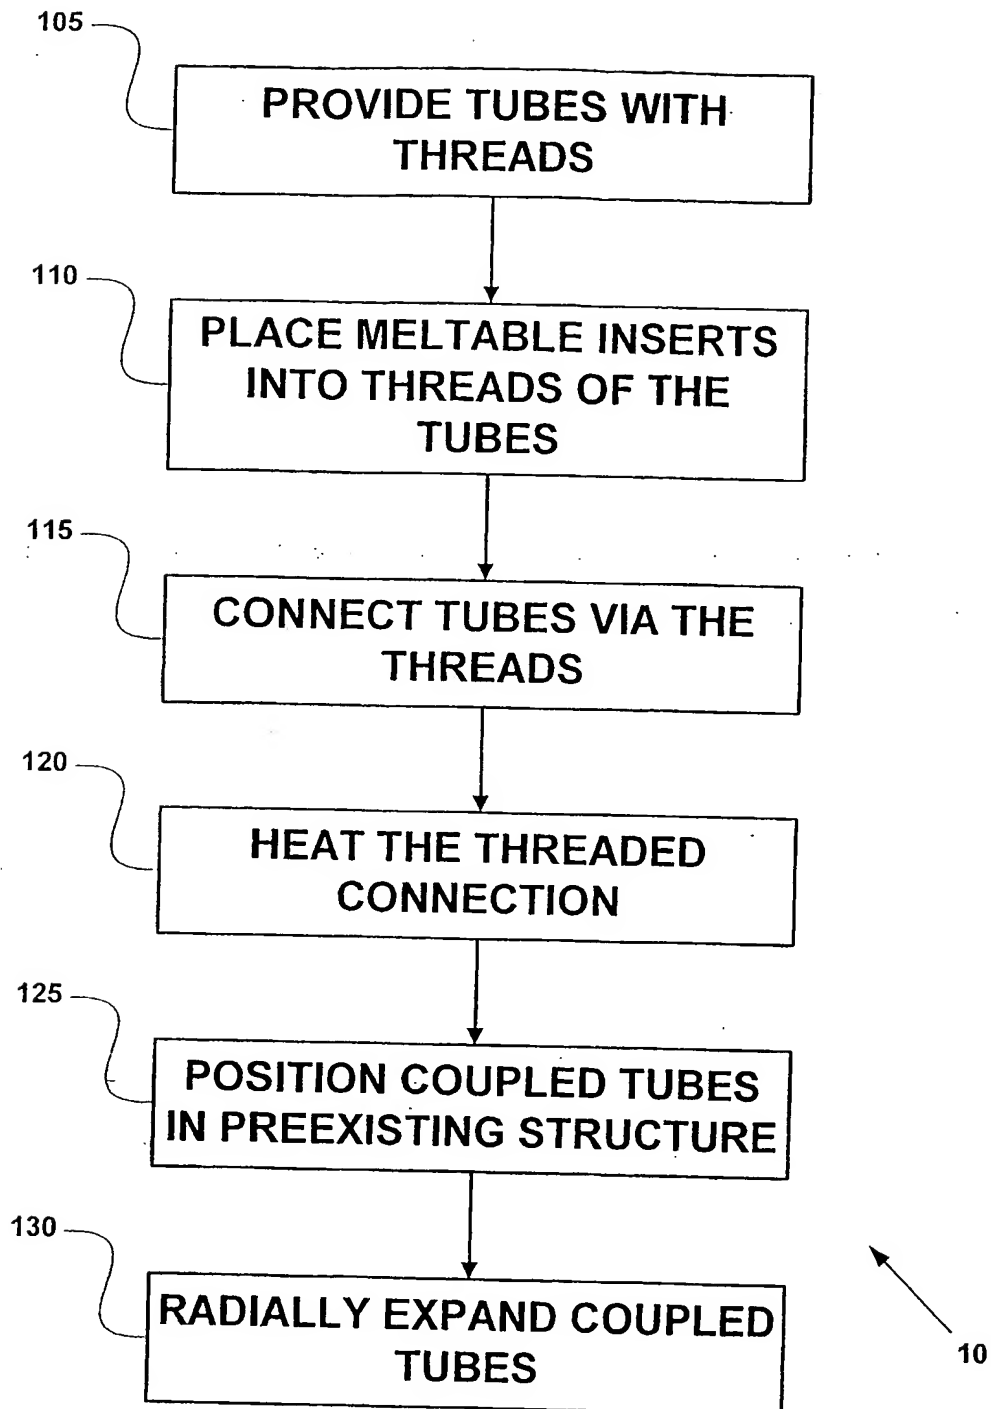 105
PROVIDE TUBES WITH
THREADS
110
PLACE MELTABLE INSERTS
INTO THREADS OF THE
TUBES
115
CONNECT TUBES VIA THE
THREADS
120
HEAT THE THREADED
CONNECTION
125
POSITION COUPLED TUBES
IN PREEXISTING STRUCTURE
130
RADIALLY EXPAND COUPLED
TUBES
10